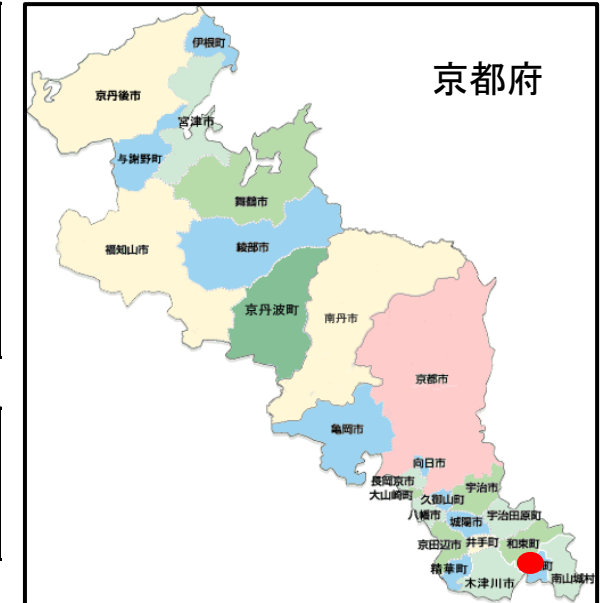 京都府
伊根町
京丹後市
宮津市
与謝野町
舞鶴市
福知山市
綾部市
京丹波町
南丹市
京都市
亀岡市
向日市
長岡京市
大山崎町
宇治市
久御山町
八幡市
宇治田原町
城陽市
京田辺市
井手町
和束町
精華町
町
木津川市
南山城村